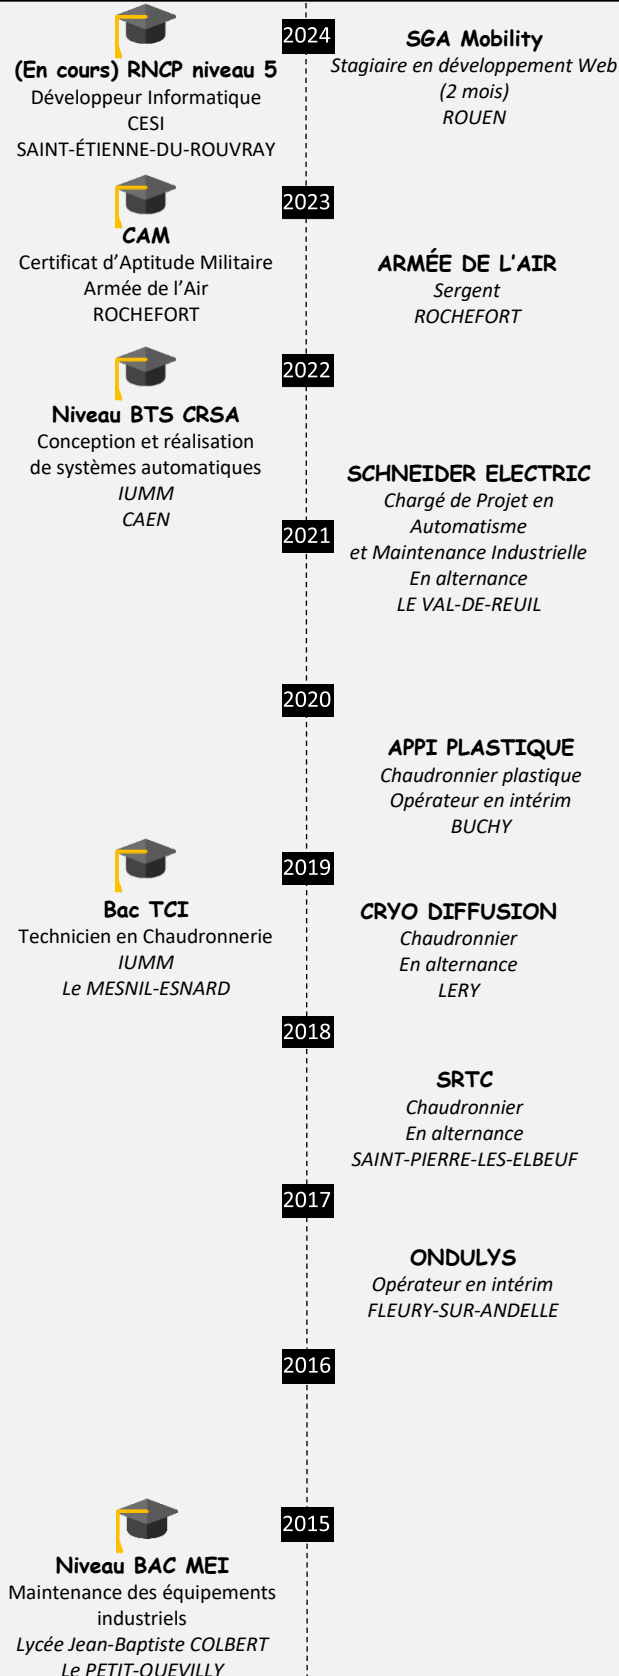 2024
(En cours) RNCP niveau 5
Développeur Informatique
CESI
SAINT-ÉTIENNE-DU-ROUVRAY
SGA Mobility
Stagiaire en développement Web
(2 mois)
ROUEN
2023
CAM
Certificat d’Aptitude Militaire
Armée de l’Air
ROCHEFORT
ARMÉE DE L’AIR
Sergent
ROCHEFORT
2022
Niveau BTS CRSA
Conception et réalisation
de systèmes automatiques
IUMM
CAEN
SCHNEIDER ELECTRIC
Chargé de Projet en
Automatisme
et Maintenance Industrielle
En alternance
LE VAL-DE-REUIL
2021
2020
APPI PLASTIQUE
Chaudronnier plastique
Opérateur en intérim
BUCHY
2019
Bac TCI
Technicien en Chaudronnerie
IUMM
Le MESNIL-ESNARD
CRYO DIFFUSION
Chaudronnier
En alternance
LERY
2018
SRTC
Chaudronnier
En alternance
SAINT-PIERRE-LES-ELBEUF
2017
ONDULYS
Opérateur en intérim
FLEURY-SUR-ANDELLE
2016
2015
Niveau BAC MEI
Maintenance des équipements
industriels
Lycée Jean-Baptiste COLBERT
Le PETIT-QUEVILLY